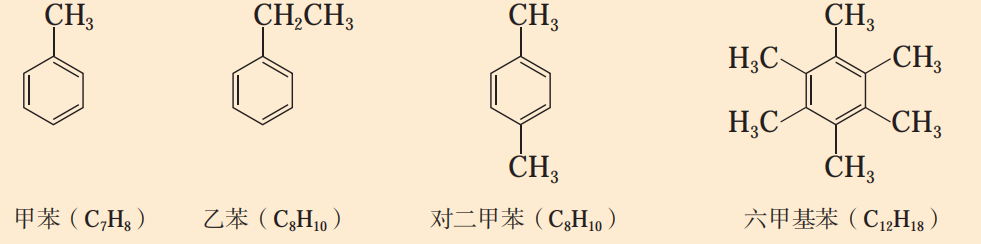 CH₃ CH₂CH₃ CH₃ CH₃
H₃C CH₃
H₃C CH₃
CH₃ CH₃
甲苯（C₇H₈） 乙苯（C₈H₁₀） 对二甲苯（C₈H₁₀） 六甲基苯（C₁₂H₁₈）